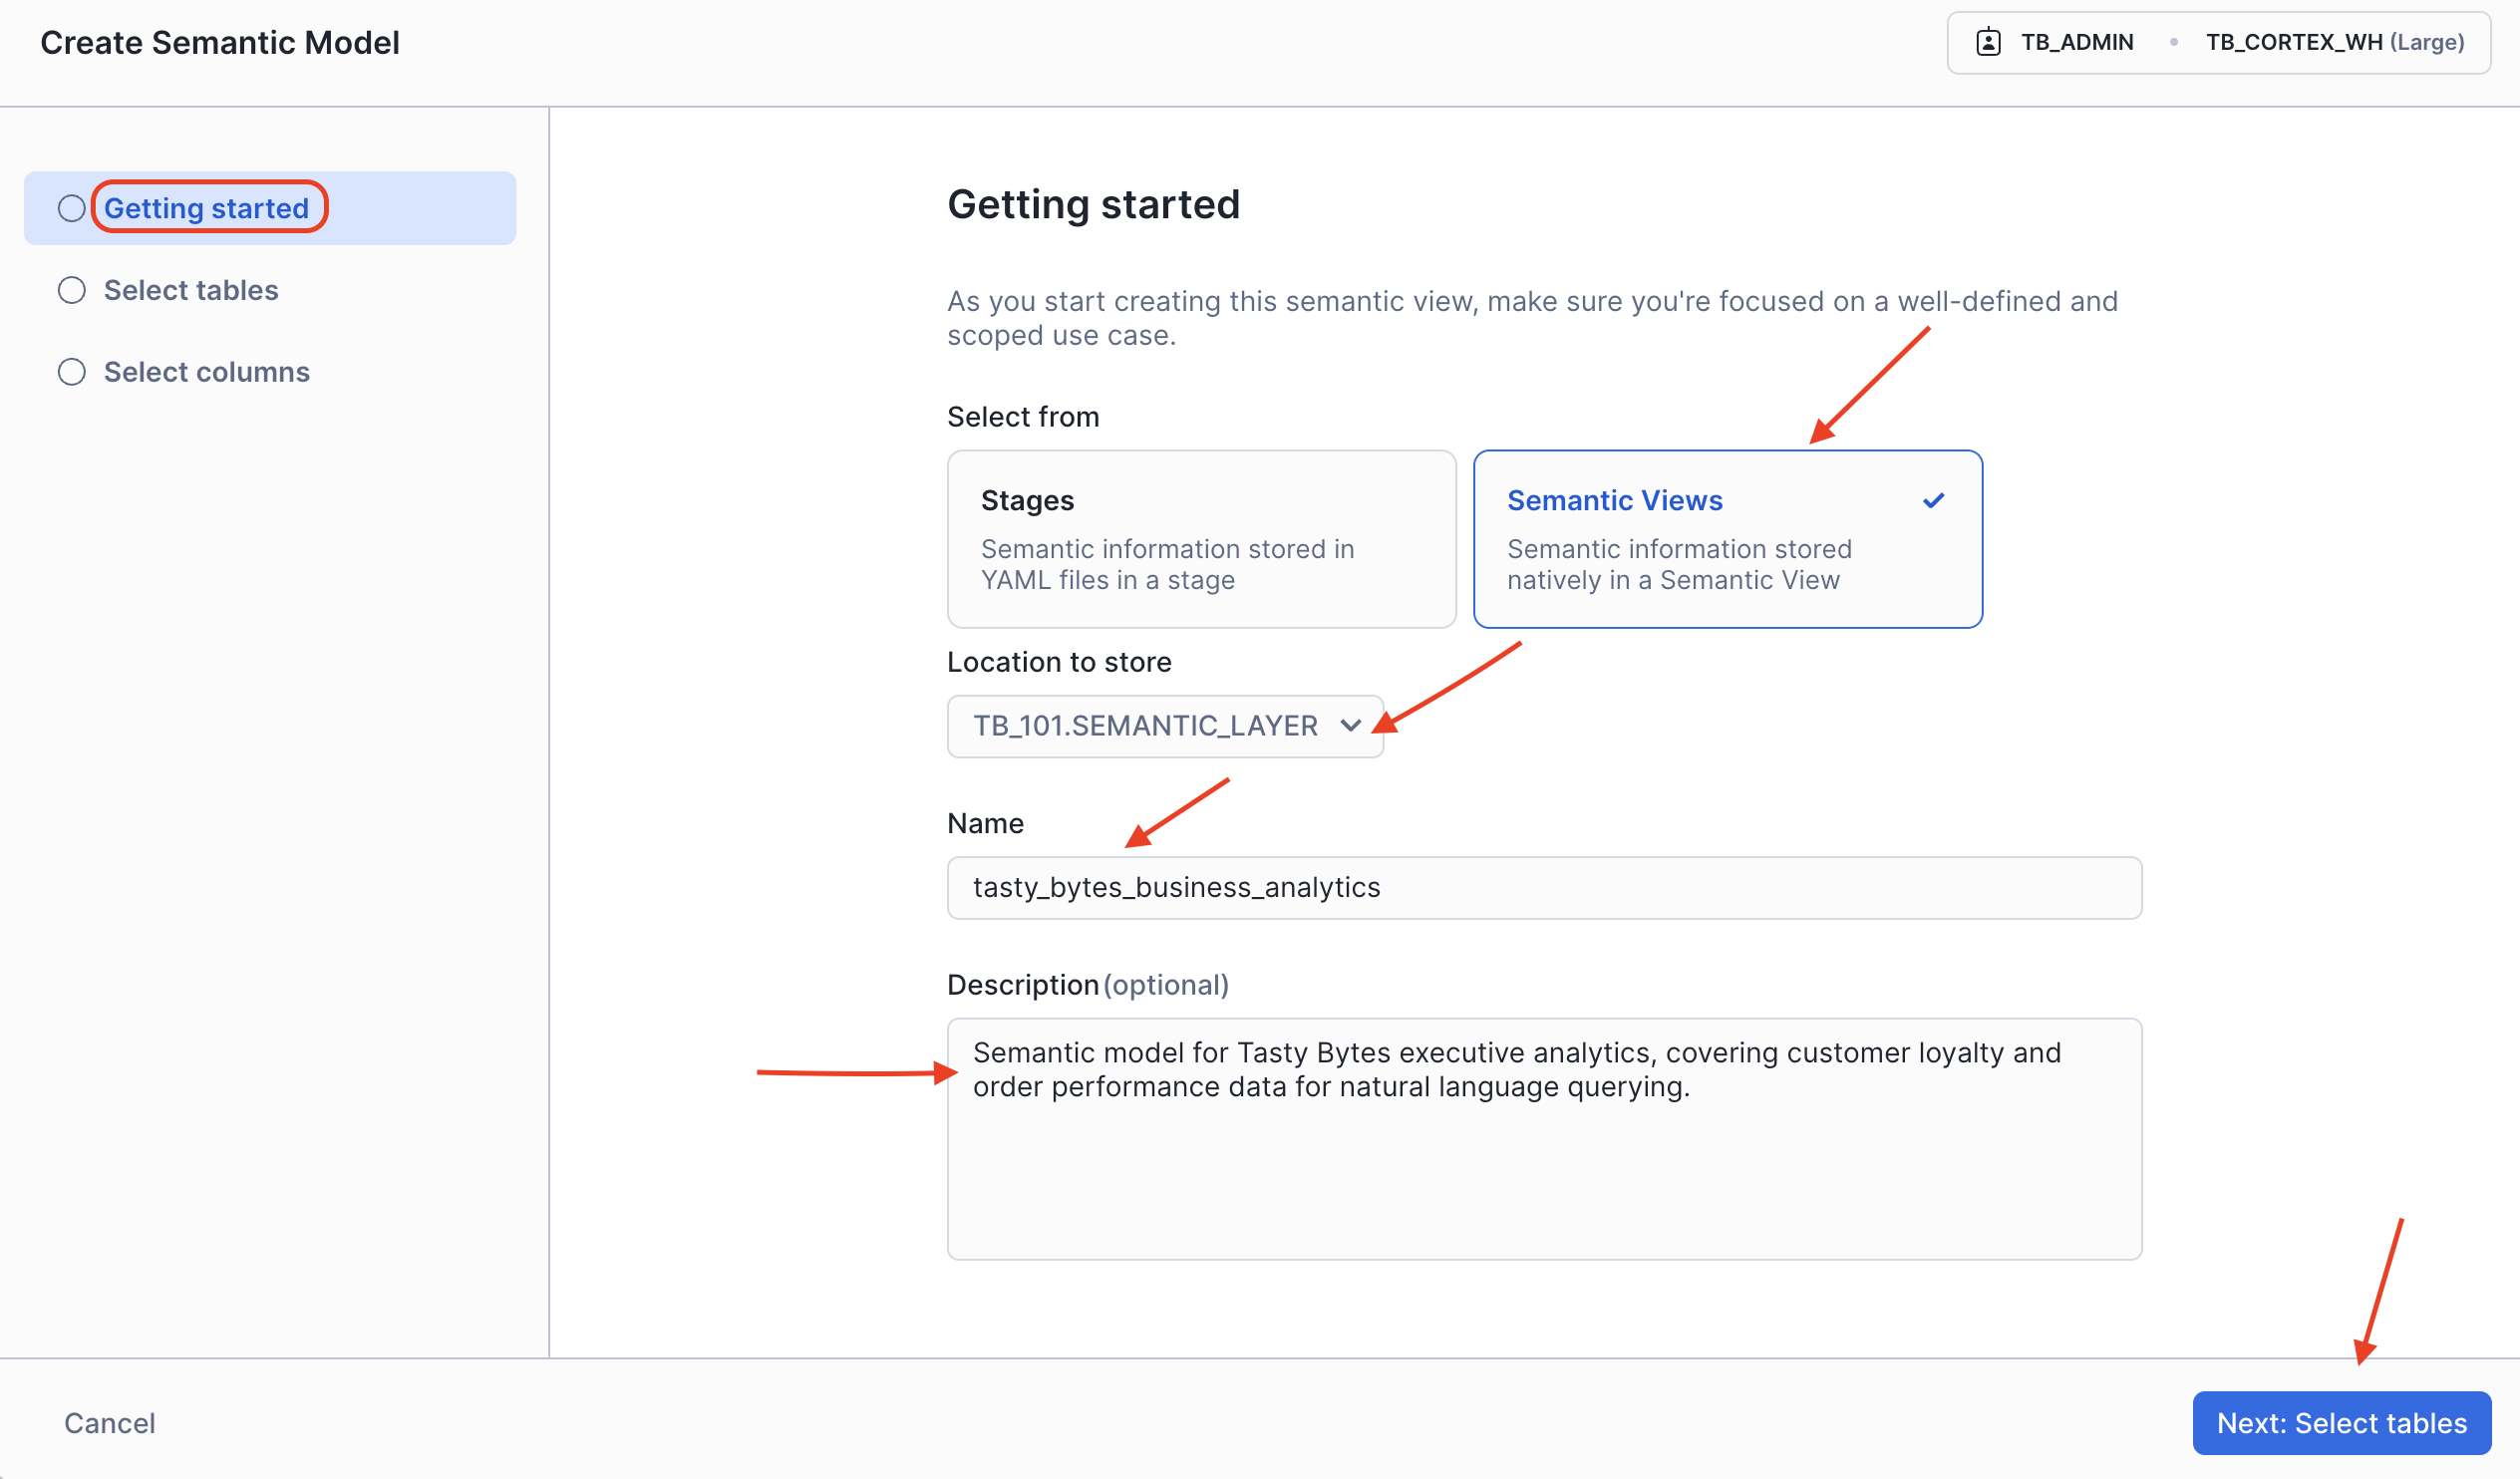 Create Semantic Model
TB_ADMIN • TB_CORTEX_WH (Large)
Getting started
Select tables
Select columns
Getting started
As you start creating this semantic view, make sure you're focused on a well-defined and
scoped use case.
Select from
Stages
Semantic information stored in
YAML files in a stage
Semantic Views
Semantic information stored
natively in a Semantic View
Location to store
TB_101.SEMANTIC_LAYER
Name
tasty_bytes_business_analytics
Description (optional)
Semantic model for Tasty Bytes executive analytics, covering customer loyalty and
order performance data for natural language querying.
Cancel
Next: Select tables